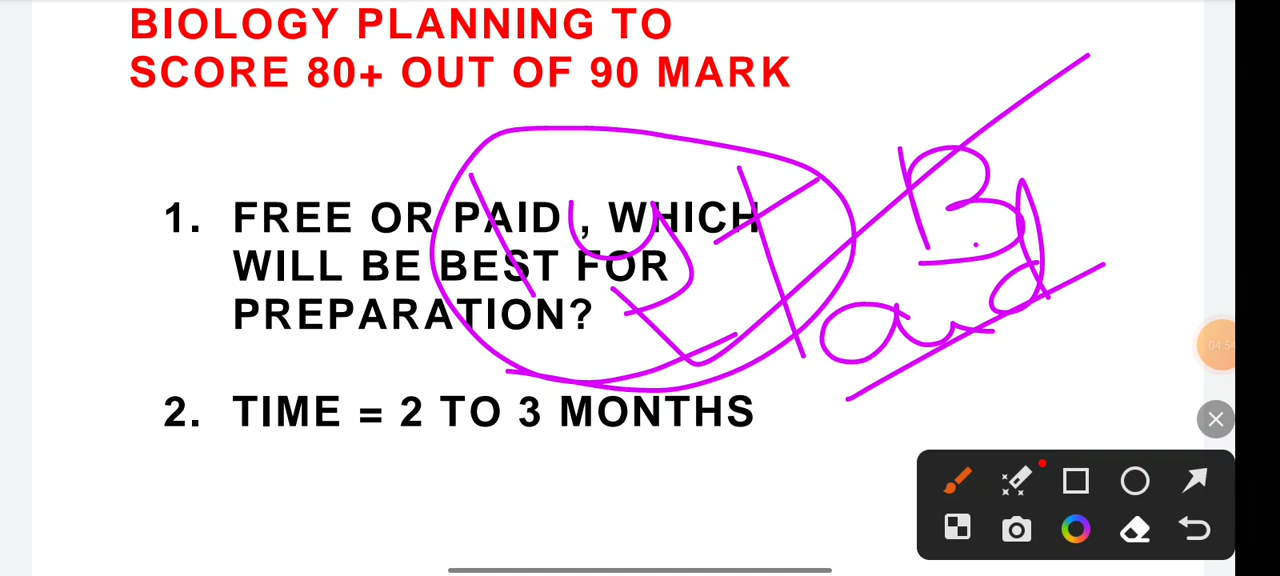 BIOLOGY PLANNING TO
SCORE 80+ OUT OF 90 MARK
1. FREE OR PAID , WHICH
WILL BE BEST FOR
PREPARATION?
2. TIME = 2 TO 3 MONTHS